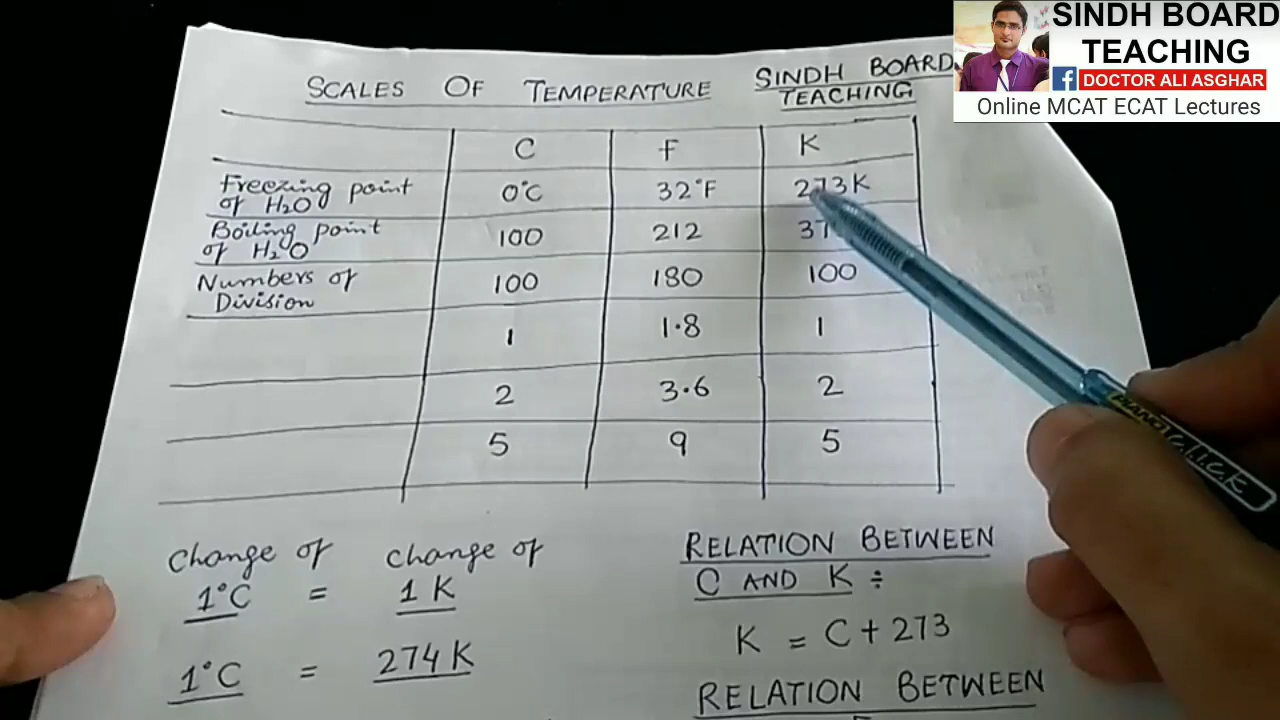 SINDH BOARD
TEACHING
f DOCTOR ALI ASGHAR
Online MCAT ECAT Lectures
SCALES OF TEMPERATURE
SINDH BOARD
TEACHING
C F K
Freezing point of H₂O 0°C 32°F 273K
Boiling point of H₂O 100 212
Numbers of Division 100 180 100
1 1.8 1
2 3.6 2
5 9 5
Change of 1°C = change of 1 K
1°C = 274 K
RELATION BETWEEN
C AND K ÷
K = C + 273
RELATION BETWEEN
PIANO CLICK